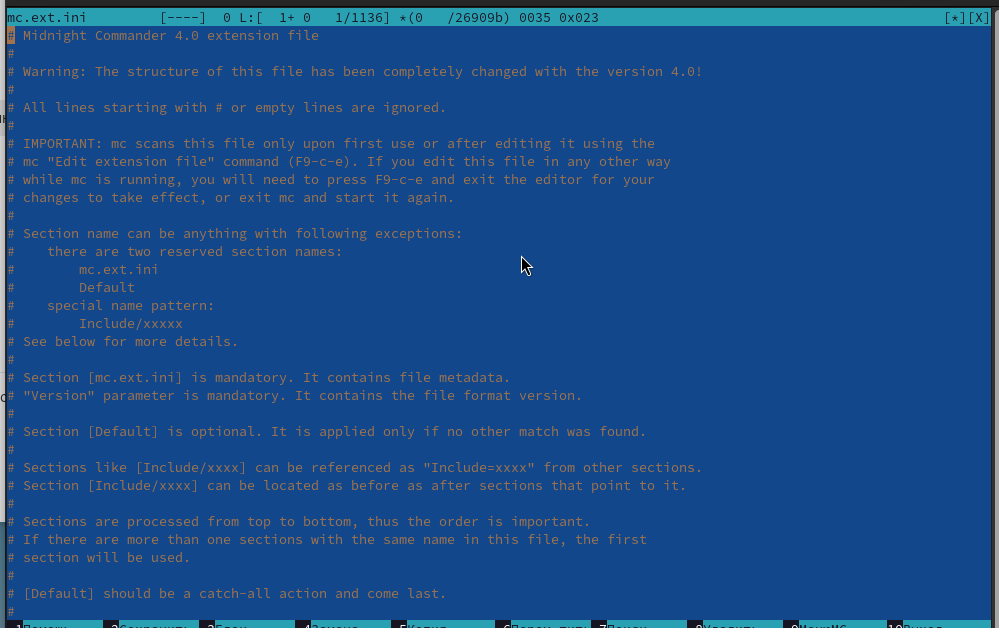 mc.ext.ini [----] 0 L:[ 1+ 0 1/1136] *(0 /26909b) 0035 0x023 [*][X]
# Midnight Commander 4.0 extension file
#
# Warning: The structure of this file has been completely changed with the version 4.0!
#
# All lines starting with # or empty lines are ignored.
#
# IMPORTANT: mc scans this file only upon first use or after editing it using the
# mc "Edit extension file" command (F9-c-e). If you edit this file in any other way
# while mc is running, you will need to press F9-c-e and exit the editor for your
# changes to take effect, or exit mc and start it again.
#
# Section name can be anything with following exceptions:
#    there are two reserved section names:
#        mc.ext.ini
#        Default
#    special name pattern:
#        Include/xxxxx
# See below for more details.
#
# Section [mc.ext.ini] is mandatory. It contains file metadata.
# "Version" parameter is mandatory. It contains the file format version.
#
# Section [Default] is optional. It is applied only if no other match was found.
#
# Sections like [Include/xxxx] can be referenced as "Include=xxxx" from other sections.
# Section [Include/xxxx] can be located as before as after sections that point to it.
#
# Sections are processed from top to bottom, thus the order is important.
# If there are more than one sections with the same name in this file, the first
# section will be used.
#
# [Default] should be a catch-all action and come last.
#